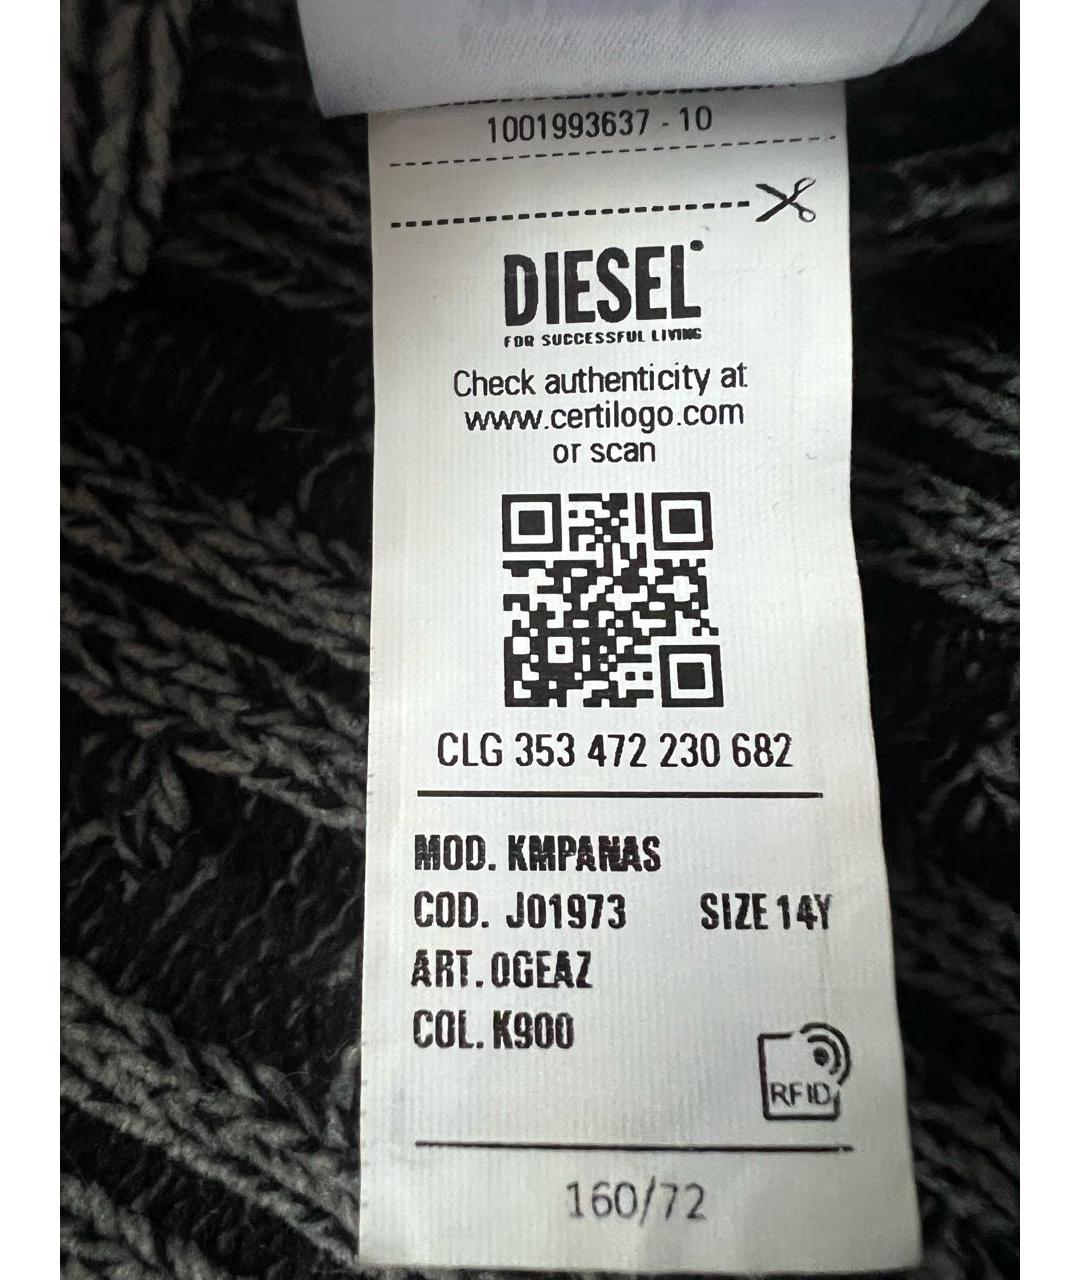 1001993637 - 10
DIESEL
FOR SUCCESSFUL LIVING
Check authenticity at
www.certilogo.com
or scan
CLG 353 472 230 682
MOD. KMPANAS
COD. J01973 SIZE 14Y
ART. 0GEAZ
COL. K900
RFID
160/72